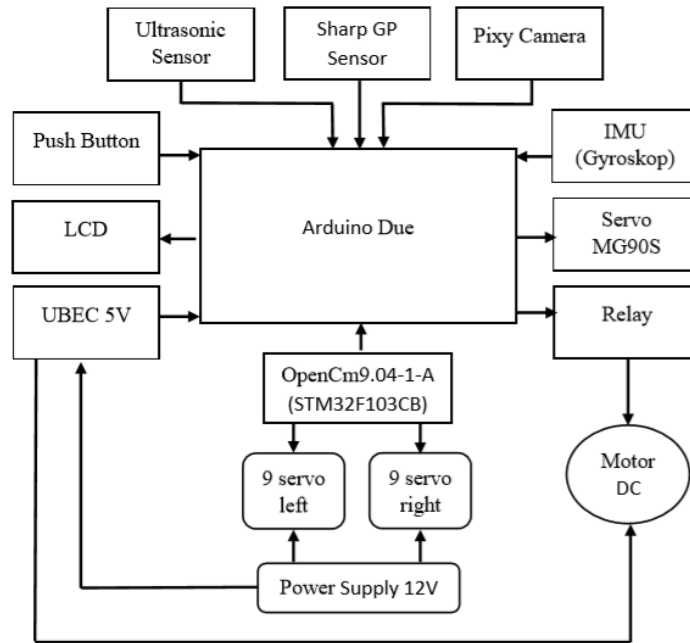 Ultrasonic
Sensor
Sharp GP
Sensor
Pixy Camera
Push Button
IMU
(Gyroskop)
Arduino Due
LCD
Servo
MG90S
UBEC 5V
Relay
OpenCm9.04-1-A
(STM32F103CB)
9 servo
left
9 servo
right
Motor
DC
Power Supply 12V